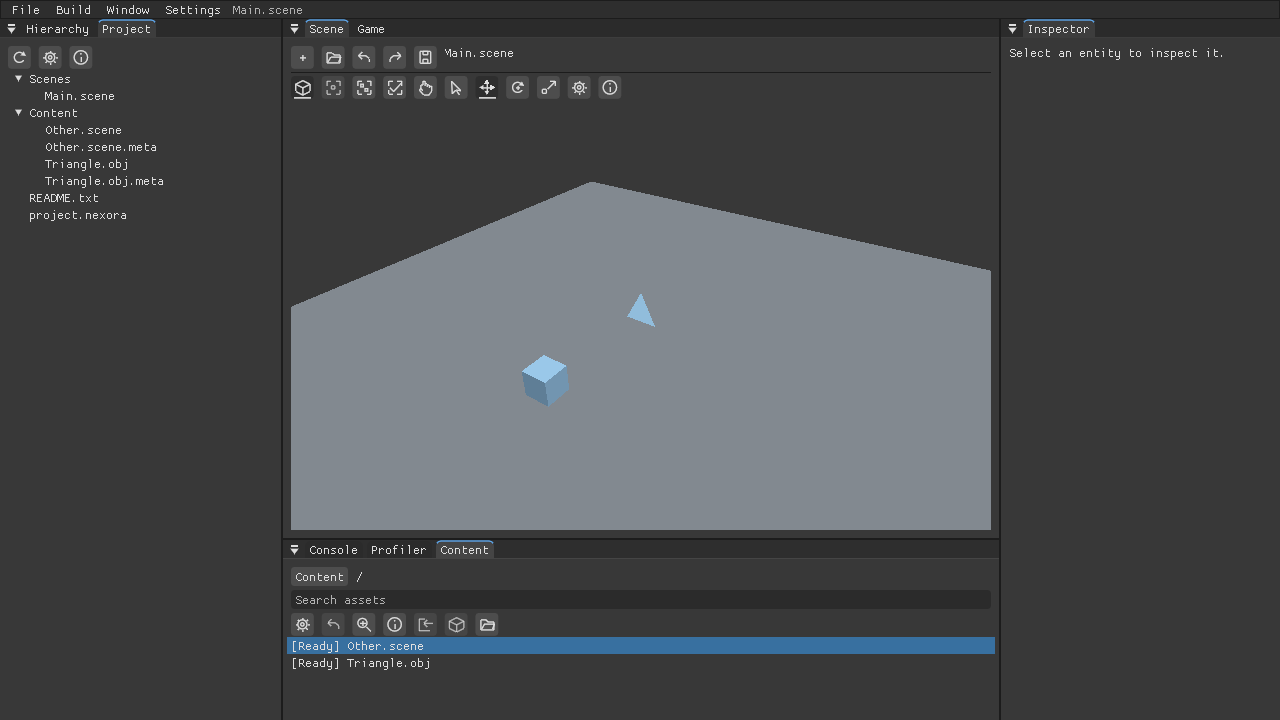 File Build Window Settings Main.scene
Hierarchy Project
Scenes
Main.scene
Content
Other.scene
Other.scene.meta
Triangle.obj
Triangle.obj.meta
README.txt
project.nexora
Scene Game
Main.scene
Console Profiler Content
Content /
Search assets
[Ready] Other.scene
[Ready] Triangle.obj
Inspector
Select an entity to inspect it.